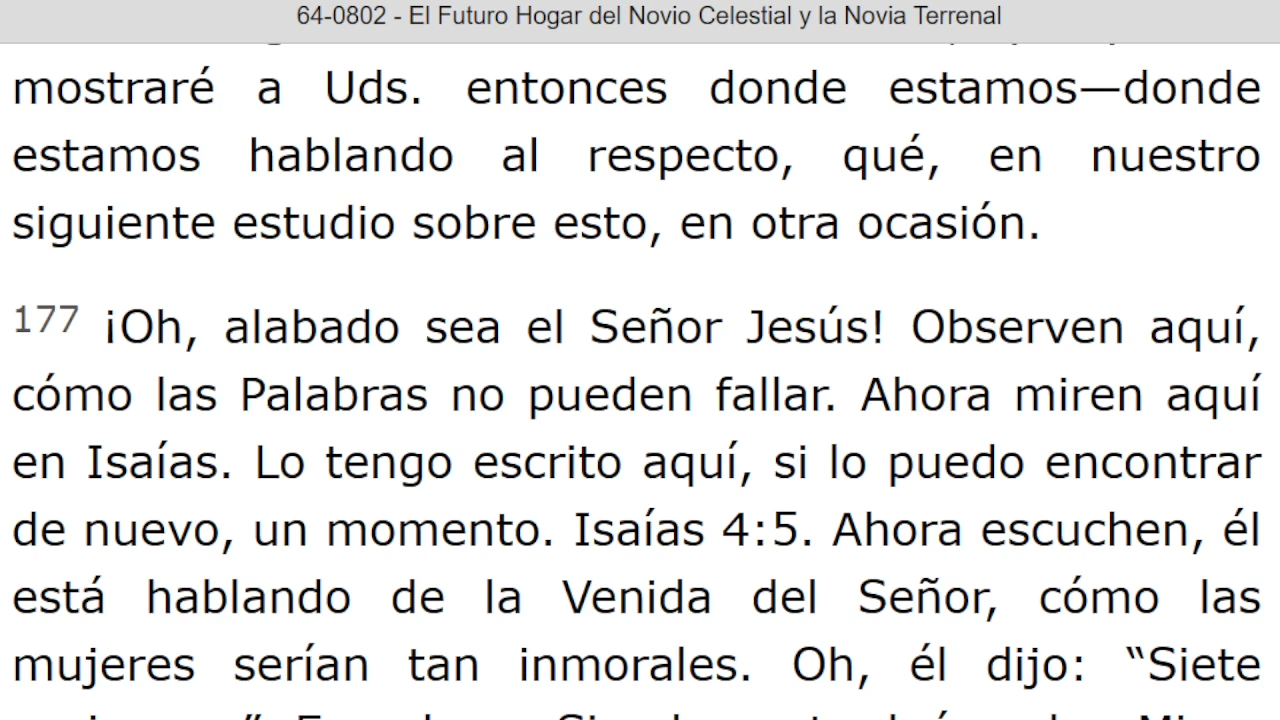 64-0802 - El Futuro Hogar del Novio Celestial y la Novia Terrenal
mostraré a Uds. entonces donde estamos—donde
estamos hablando al respecto, qué, en nuestro
siguiente estudio sobre esto, en otra ocasión.
177 ¡Oh, alabado sea el Señor Jesús! Observen aquí,
cómo las Palabras no pueden fallar. Ahora miren aquí
en Isaías. Lo tengo escrito aquí, si lo puedo encontrar
de nuevo, un momento. Isaías 4:5. Ahora escuchen, él
está hablando de la Venida del Señor, cómo las
mujeres serían tan inmorales. Oh, él dijo: “Siete